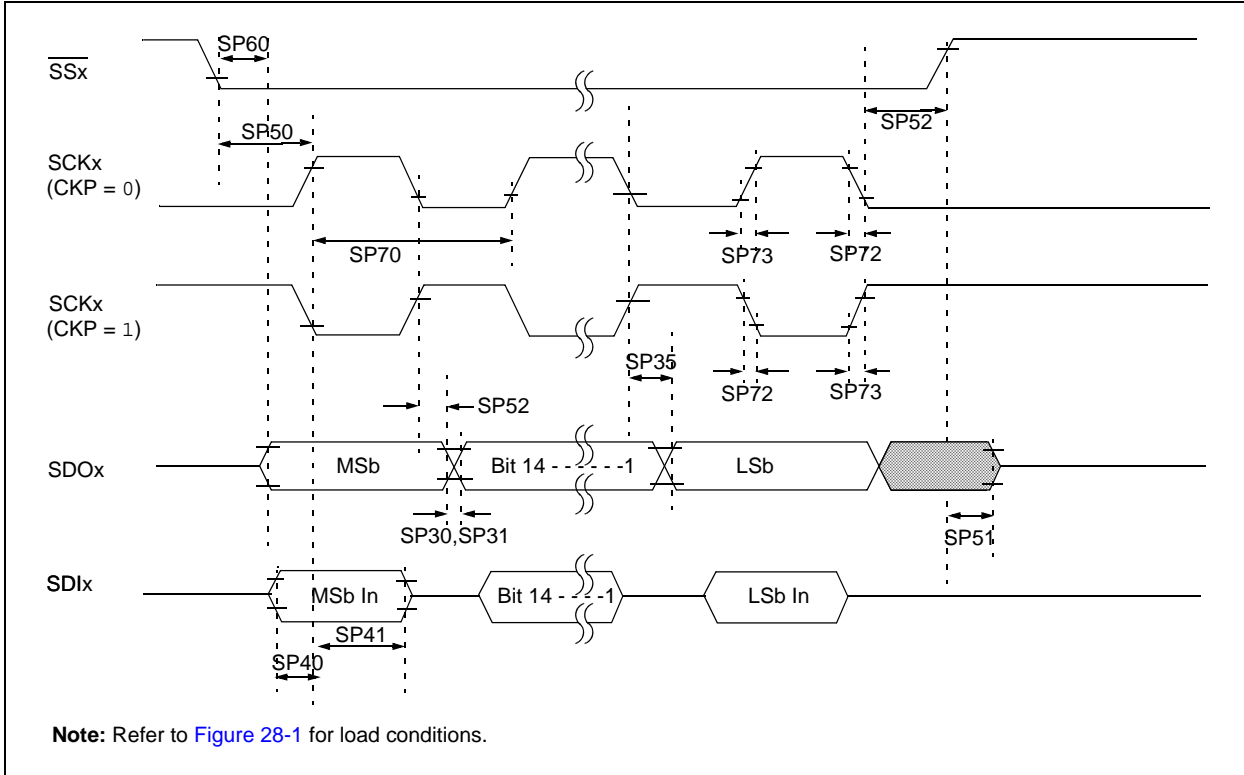 SP60
SSx
SP50
SP52
SCKx
(CKP = 0)
SP70
SP73
SP72
SCKx
(CKP = 1)
SP35
SP72
SP73
SP52
SDOx
MSb
Bit 14 - - - - - -1
LSb
SP30,SP31
SP51
SDIx
MSb In
Bit 14 - - - -1
LSb In
SP41
SP40
Note: Refer to Figure 28-1 for load conditions.